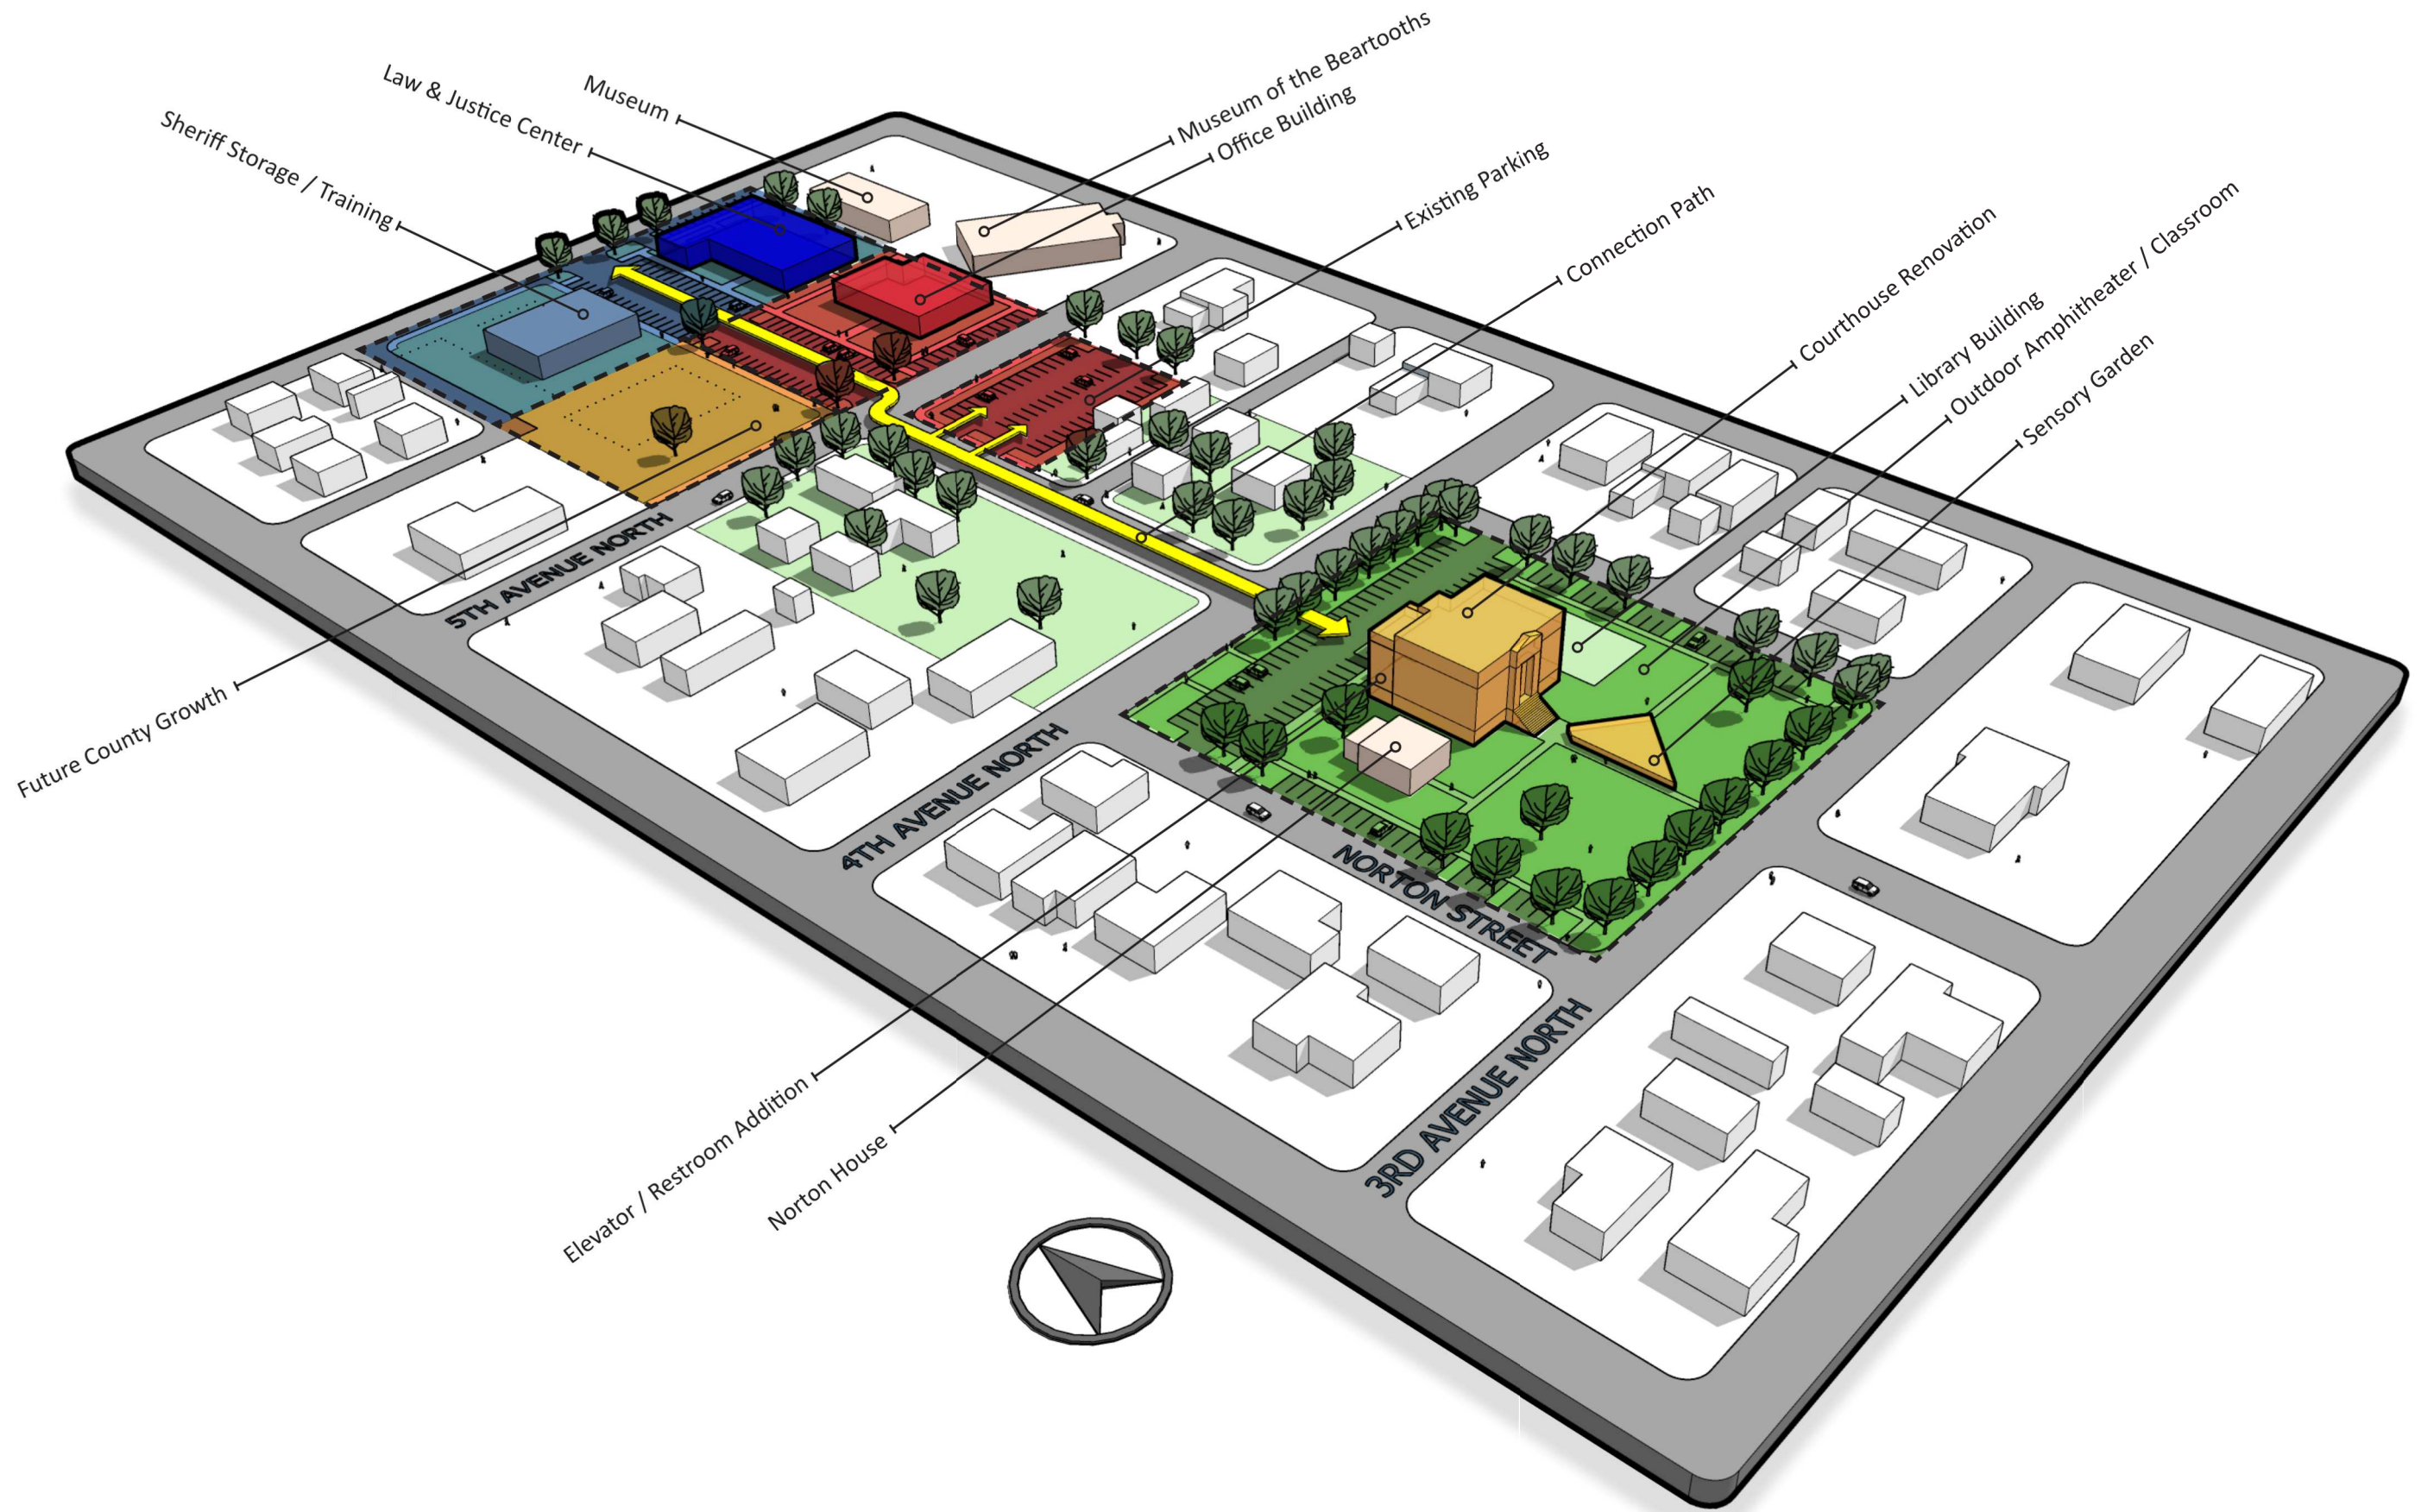 Museum of the Beartooths
Museum
Law & Justice Center
Office Building
Sheriff Storage / Training
Existing Parking
Connection Path
Courthouse Renovation
Library Building
Outdoor Amphitheater / Classroom
Sensory Garden
5TH AVENUE NORTH
Future County Growth
4TH AVENUE NORTH
NORTON STREET
3RD AVENUE NORTH
Elevator / Restroom Addition
Norton House